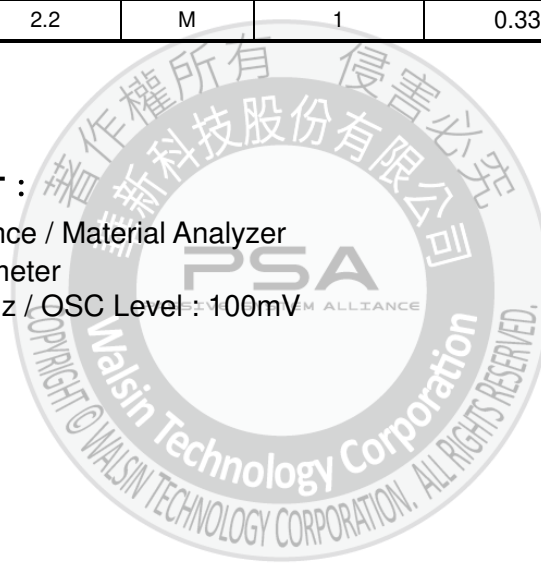 2.2 M 1 0.33
著作權所有 侵害必究
華新科技股份有限公司
:
nce / Material Analyzer
neter
z / OSC Level : 100mV
PSA
PASSIVE SYSTEM ALLIANCE
Walsin Technology Corporation
COPYRIGHT © WALSIN TECHNOLOGY CORPORATION. ALL RIGHTS RESERVED.